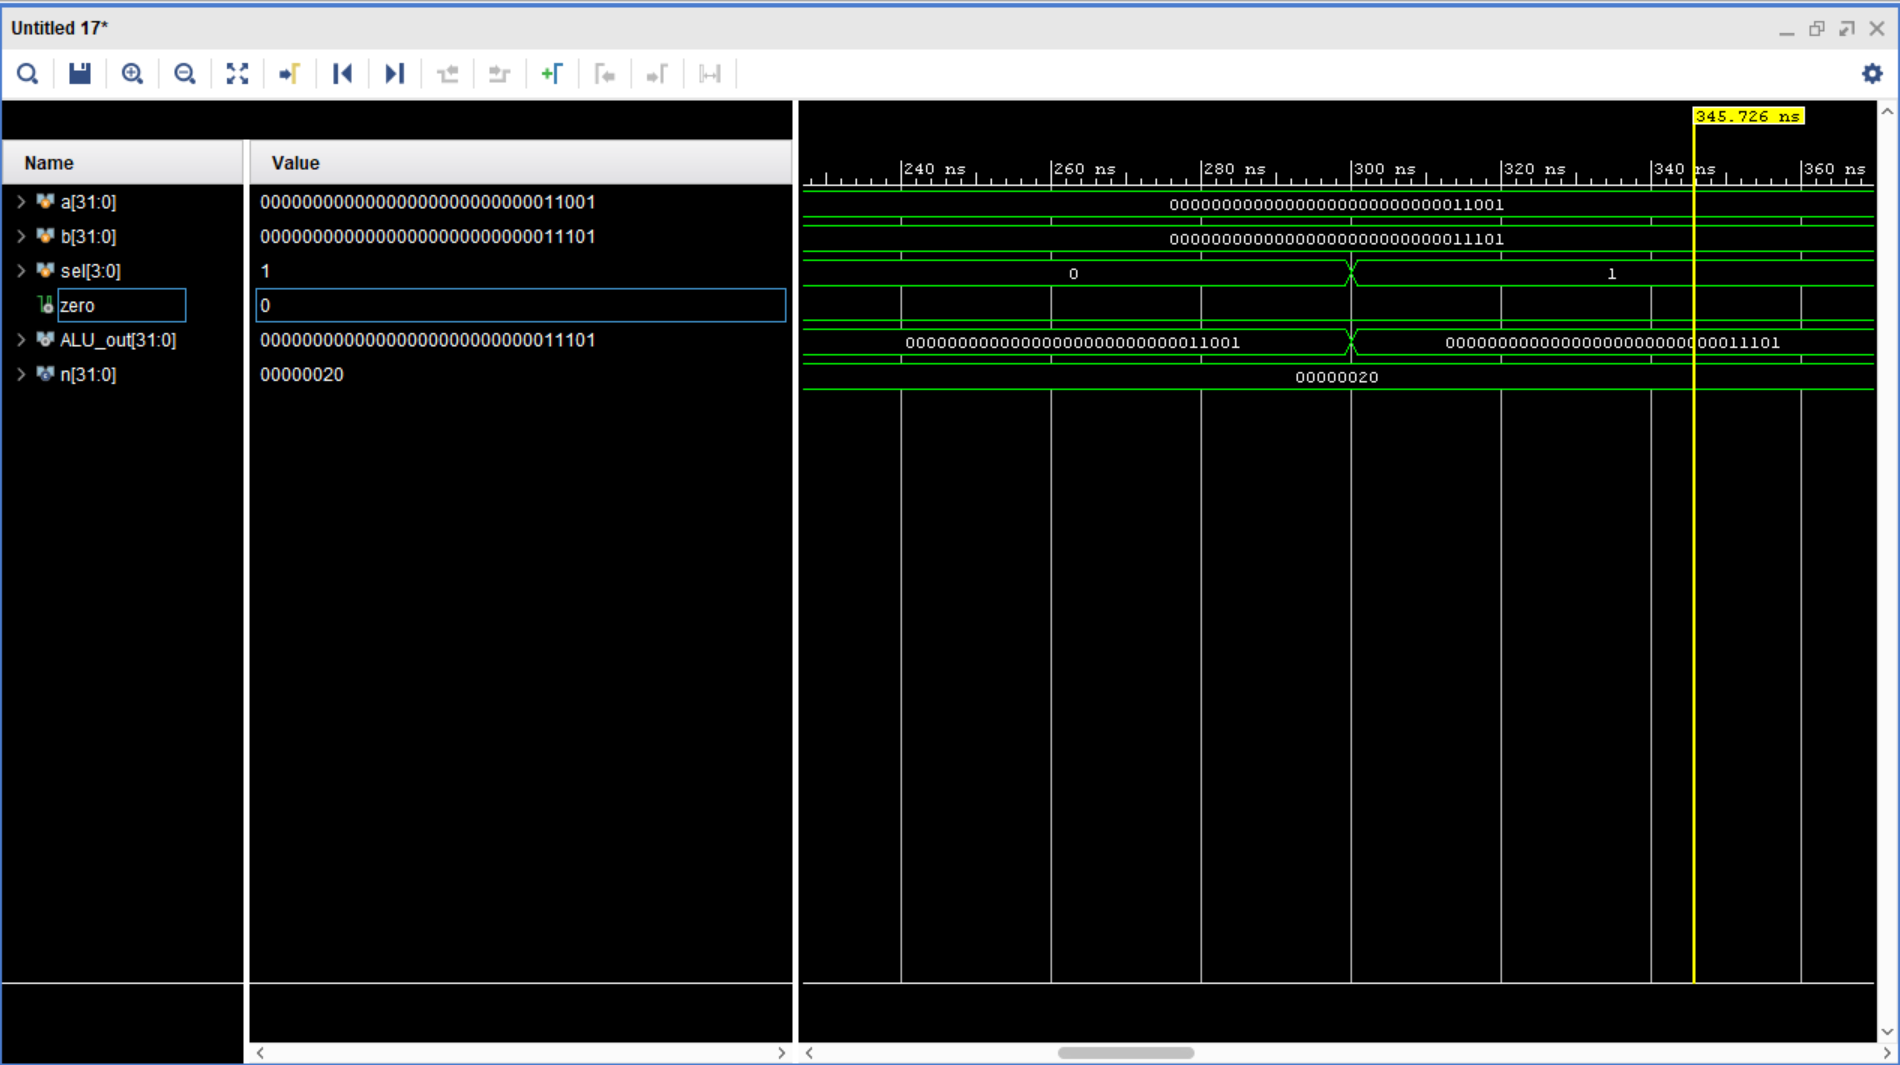 Untitled 17*
345.726 ns
Name Value
240 ns 260 ns 280 ns 300 ns 320 ns 340 ns 360 ns
a[31:0] 00000000000000000000000000011001 00000000000000000000000000011001
b[31:0] 00000000000000000000000000011101 00000000000000000000000000011101
sel[3:0] 1 0 1
zero 0
ALU_out[31:0] 00000000000000000000000000011101 00000000000000000000000000011001 00000000000000000000000000011101
n[31:0] 00000020 00000020